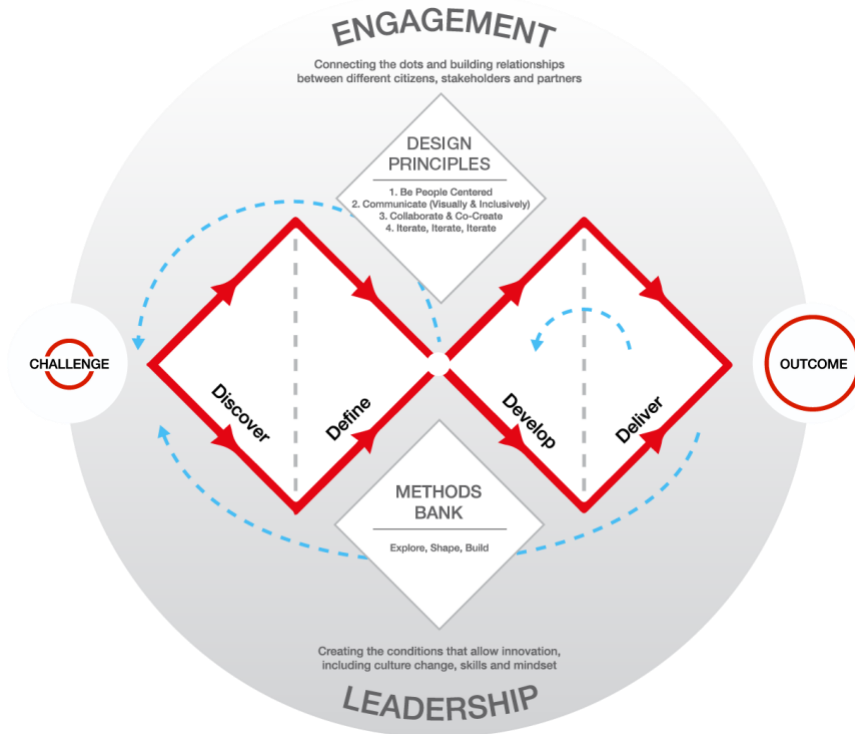 ENGAGEMENT
Connecting the dots and building relationships
between different citizens, stakeholders and partners
DESIGN
PRINCIPLES
1. Be People Centered
2. Communicate (Visually & Inclusively)
3. Collaborate & Co-Create
4. Iterate, Iterate, Iterate
CHALLENGE
Discover
Define
Develop
Deliver
OUTCOME
METHODS
BANK
Explore, Shape, Build
Creating the conditions that allow innovation,
including culture change, skills and mindset
LEADERSHIP